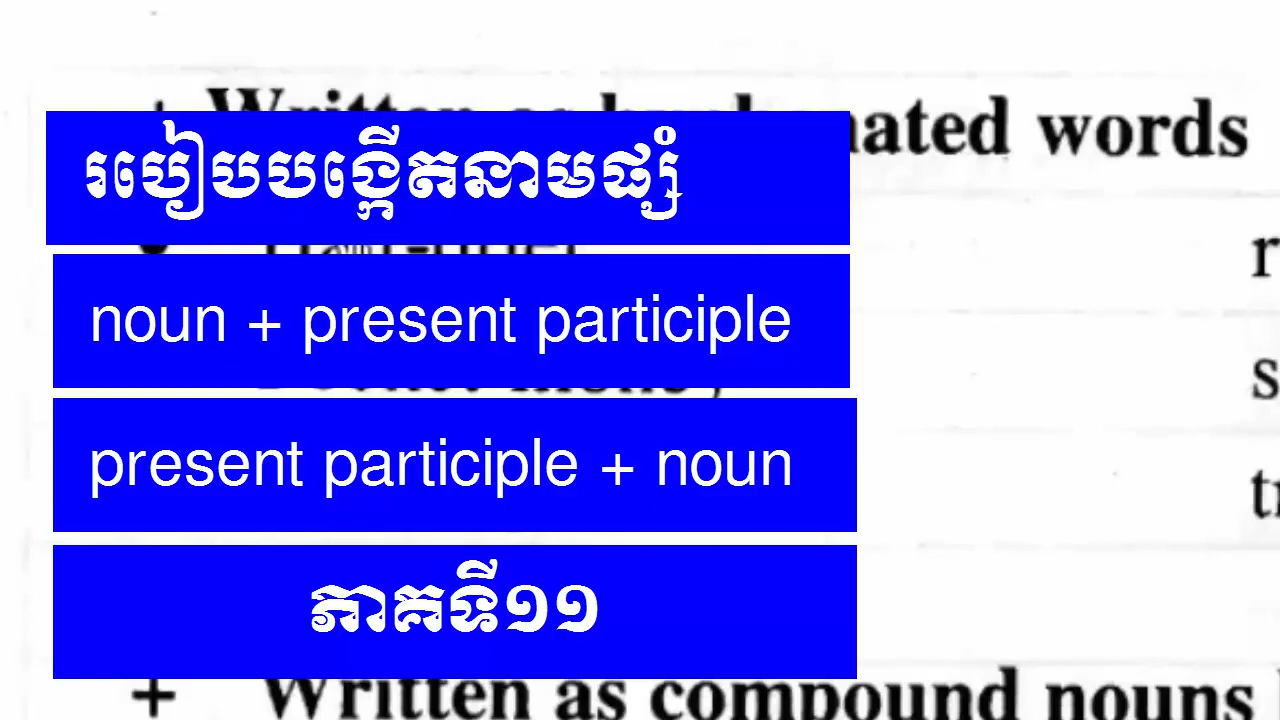 nated words
របៀបបង្កើតនាមផ្សំ
noun + present participle
present participle + noun
ភាគទី១១
+ Written as compound nouns